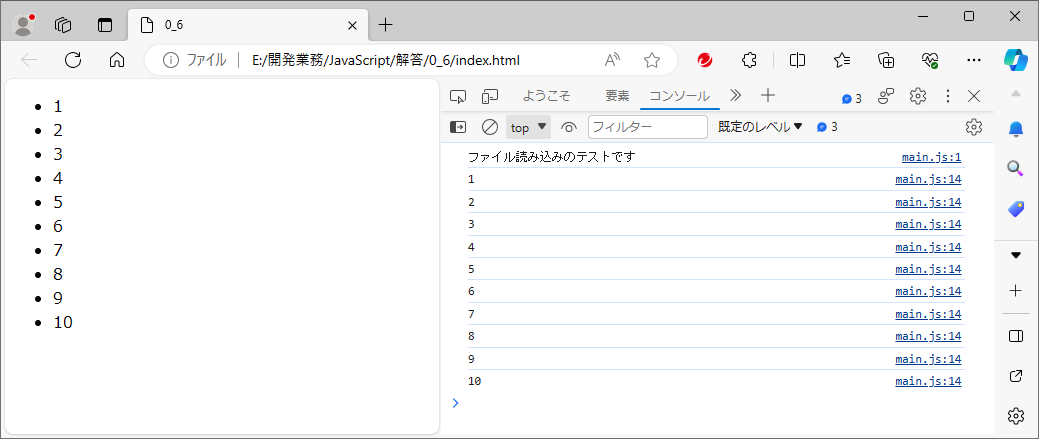 0_6
ファイル E:/開発業務/JavaScript/解答/0_6/index.html
1
2
3
4
5
6
7
8
9
10
ようこそ 要素 コンソール 3
top フィルター 既定のレベル 3
ファイル読み込みのテストです main.js:1
1 main.js:14
2 main.js:14
3 main.js:14
4 main.js:14
5 main.js:14
6 main.js:14
7 main.js:14
8 main.js:14
9 main.js:14
10 main.js:14